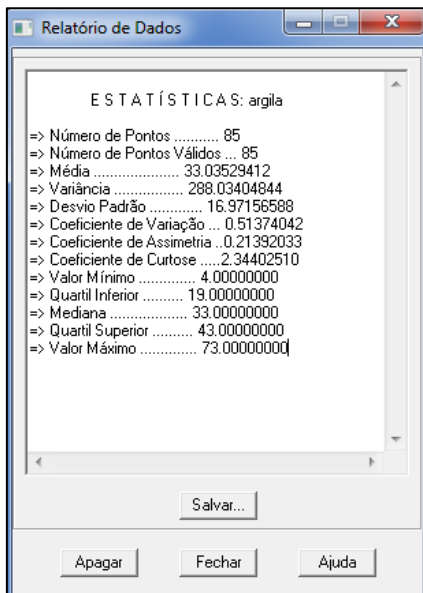 Relatório de Dados
E S T A T Í S T I C A S: argila
=> Número de Pontos ........... 85
=> Número de Pontos Válidos ... 85
=> Média ..................... 33.03529412
=> Variância ................. 288.03404844
=> Desvio Padrão ............. 16.97156588
=> Coeficiente de Variação ... 0.51374042
=> Coeficiente de Assimetria ..0.21392033
=> Coeficiente de Curtose .....2.34402510
=> Valor Mínimo .............. 4.00000000
=> Quartil Inferior .......... 19.00000000
=> Mediana ................... 33.00000000
=> Quartil Superior .......... 43.00000000
=> Valor Máximo .............. 73.00000000
Salvar...
Apagar Fechar Ajuda